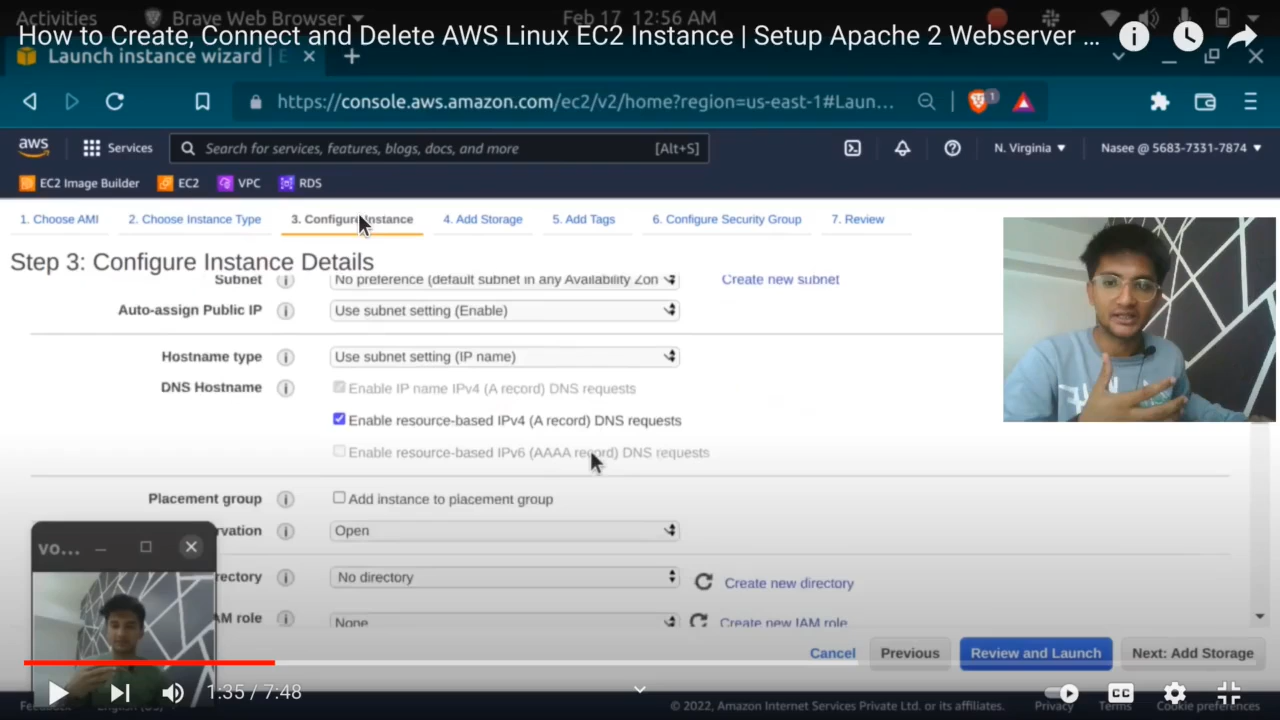 Activities
Brave Web Browser
Feb 17 12:56 AM
How to Create, Connect and Delete AWS Linux EC2 Instance | Setup Apache 2 Webserver ...
Launch instance wizard | E
https://console.aws.amazon.com/ec2/v2/home?region=us-east-1#Laun...
1
aws
Services
Search for services, features, blogs, docs, and more
[Alt+S]
N. Virginia
Nasee @ 5683-7331-7874
EC2 Image Builder
EC2
VPC
RDS
1. Choose AMI
2. Choose Instance Type
3. Configure Instance
4. Add Storage
5. Add Tags
6. Configure Security Group
7. Review
Step 3: Configure Instance Details
Subnet
No preference (default subnet in any Availability Zon
Create new subnet
Auto-assign Public IP
Use subnet setting (Enable)
Hostname type
Use subnet setting (IP name)
DNS Hostname
Enable IP name IPv4 (A record) DNS requests
Enable resource-based IPv4 (A record) DNS requests
Enable resource-based IPv6 (AAAA record) DNS requests
Placement group
Add instance to placement group
rvation
Open
vo...
rectory
No directory
Create new directory
AM role
None
Create new IAM role
Cancel
Previous
Review and Launch
Next: Add Storage
1:35 / 7:48
CC
Feedback
English (US)
© 2022, Amazon Internet Services Private Ltd. or its affiliates.
Privacy
Terms
Cookie preferences